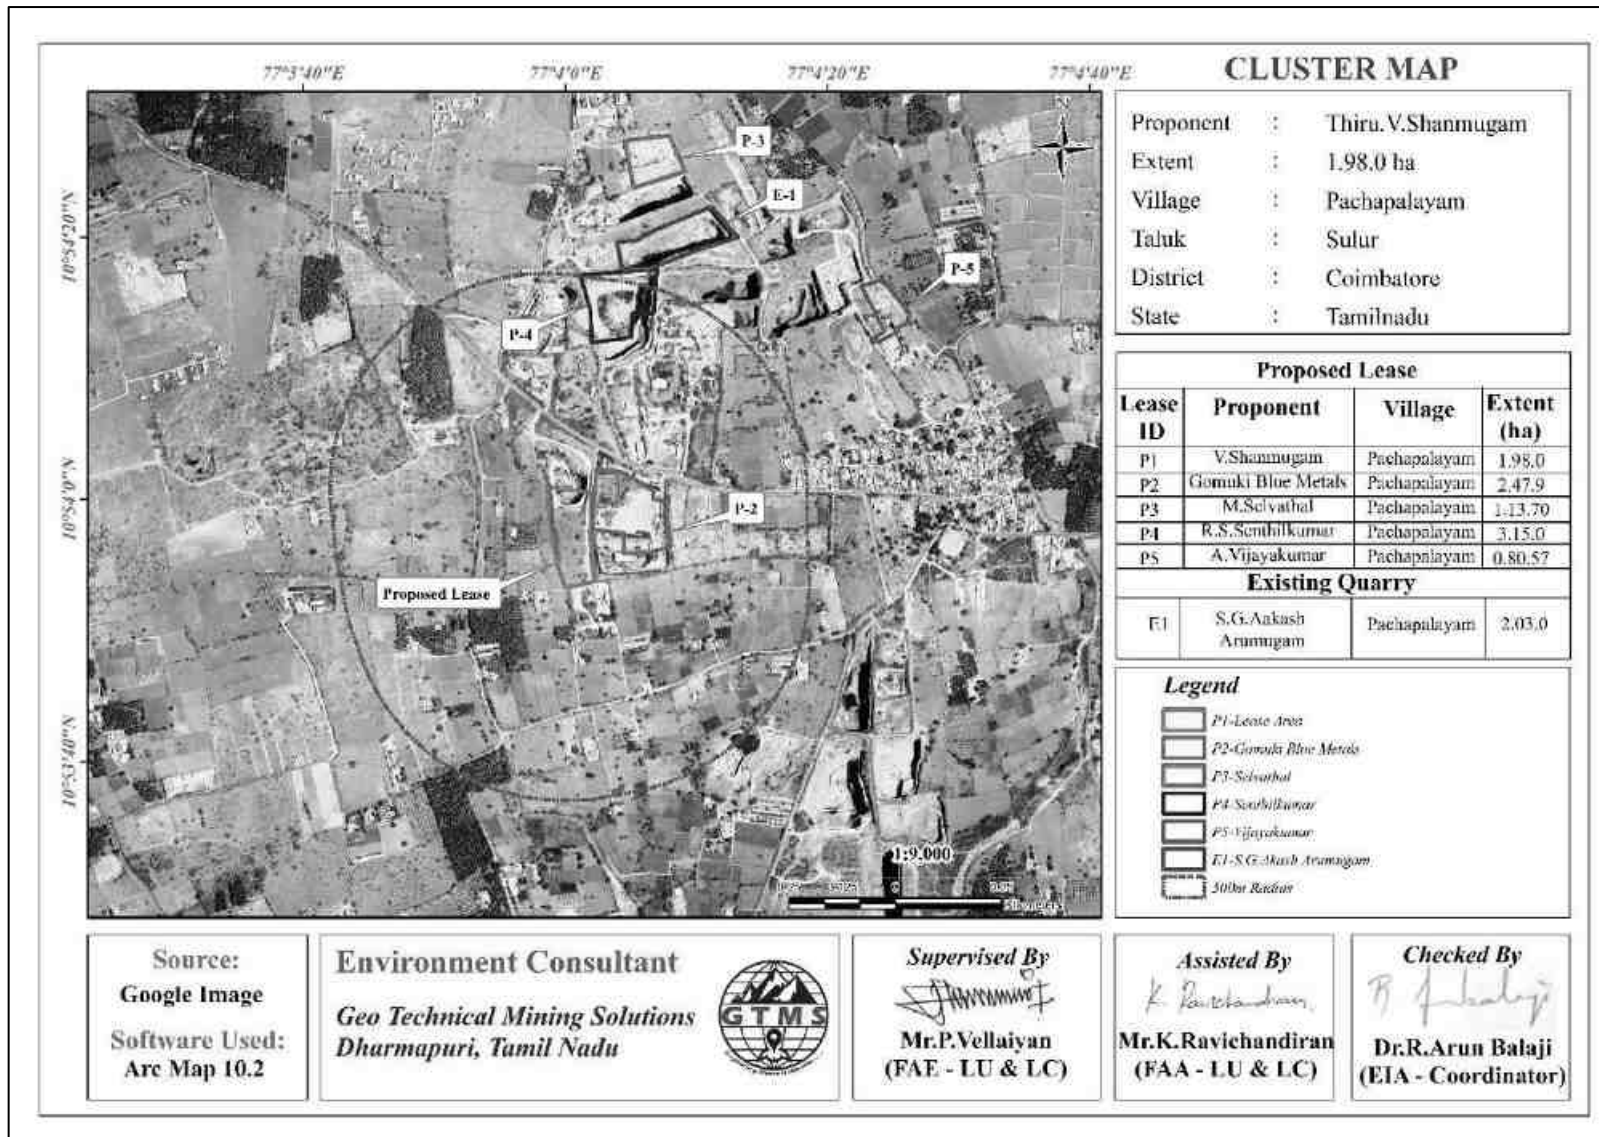 CLUSTER MAP
77°3'40"E 77°4'0"E 77°4'20"E 77°4'40"E
10°54'20"N
10°54'0"N
10°53'40"N
P-3
E-1
P-5
P-4
P-2
Proposed Lease
1:9,000
Proponent : Thiru.V.Shanmugam
Extent : 1.98.0 ha
Village : Pachapalayam
Taluk : Sulur
District : Coimbatore
State : Tamilnadu
Proposed Lease
Lease ID Proponent Village Extent (ha)
P1 V.Shanmugam Pachapalayam 1.98.0
P2 Gomuki Blue Metals Pachapalayam 2.47.9
P3 M.Selvathal Pachapalayam 1.13.70
P4 R.S.Senthilkumar Pachapalayam 3.15.0
P5 A.Vijayakumar Pachapalayam 0.80.57
Existing Quarry
E1 S.G.Aakash Arumugam Pachapalayam 2.03.0
Legend
P1-Lease Area
P2-Gomuki Blue Metals
P3-Selvathal
P4-Senthilkumar
P5-Vijayakumar
E1-S.G.Akash Arumugam
500m Radius
Source:
Google Image
Software Used:
Arc Map 10.2
Environment Consultant
Geo Technical Mining Solutions
Dharmapuri, Tamil Nadu
GTMS
Supervised By
Mr.P.Vellaiyan
(FAE - LU & LC)
Assisted By
K. Ravichandiran
Mr.K.Ravichandiran
(FAA - LU & LC)
Checked By
Dr.R.Arun Balaji
(EIA - Coordinator)